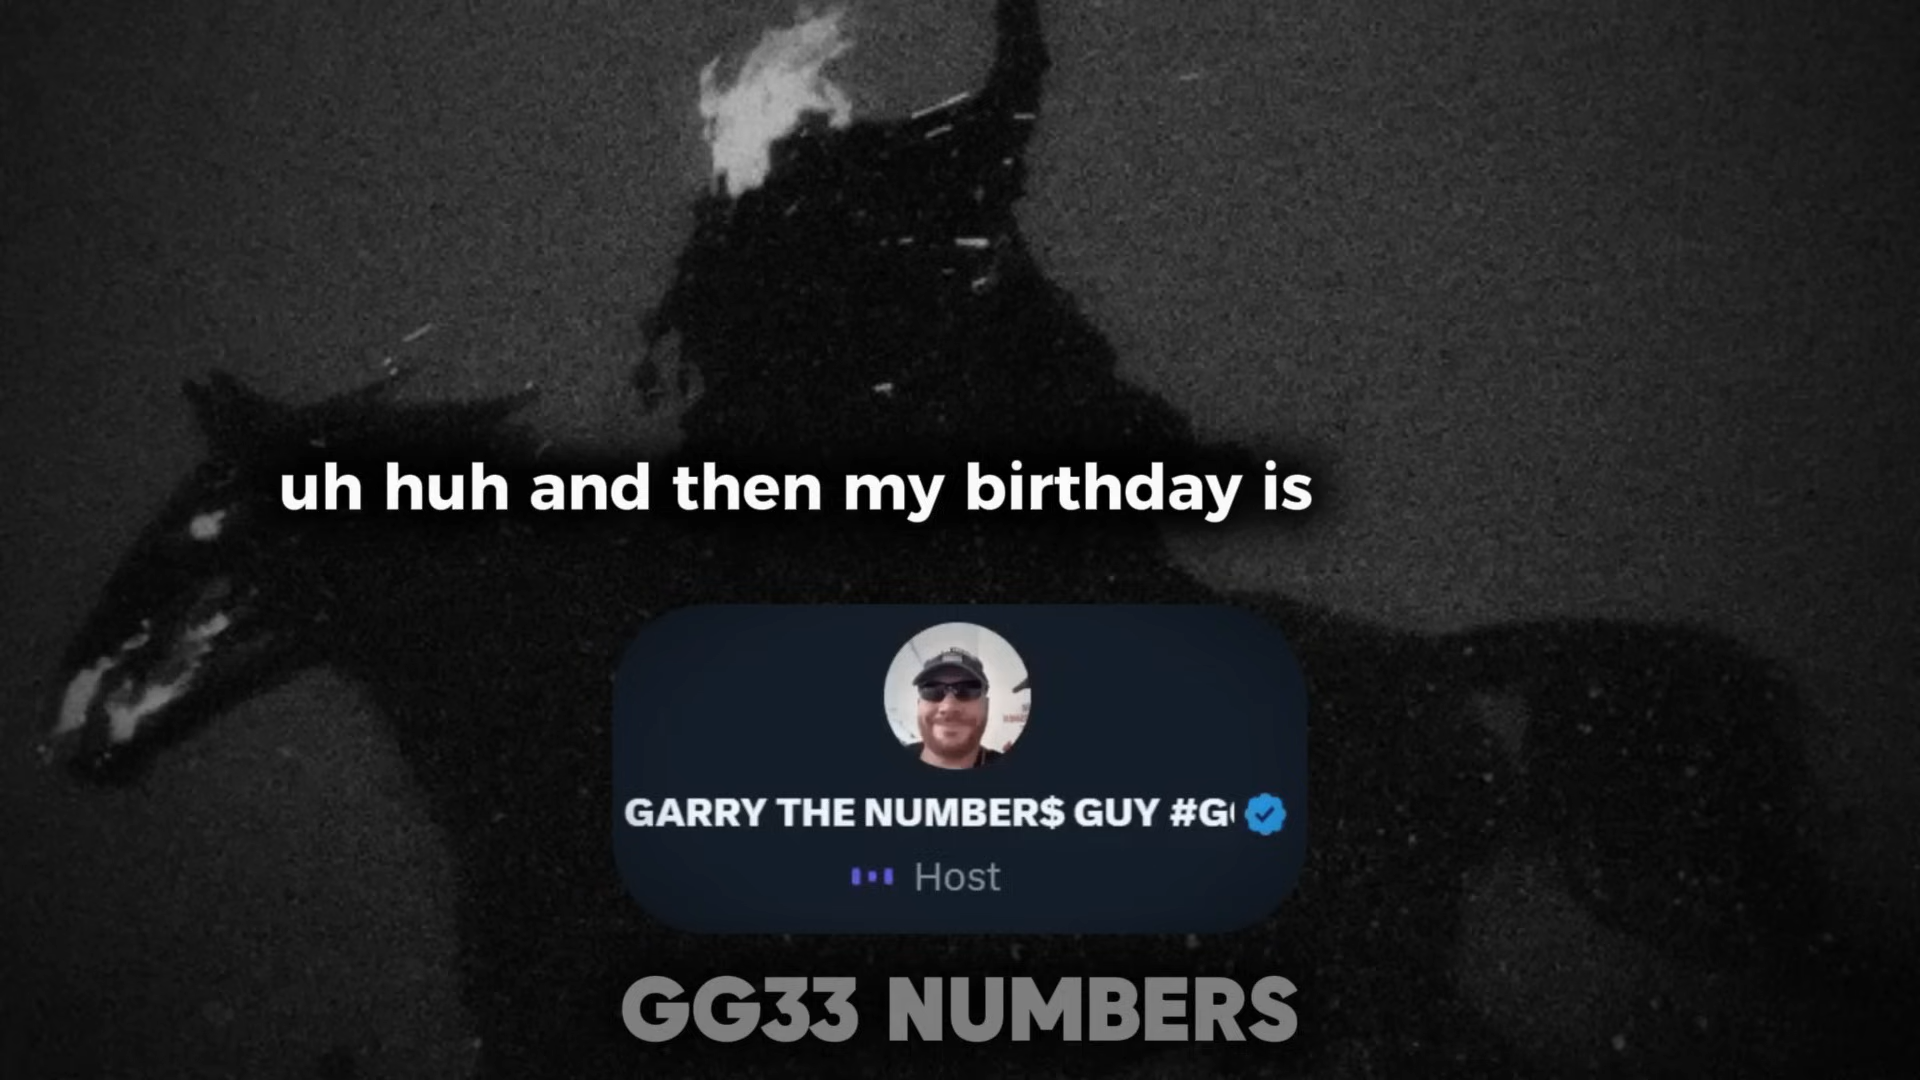 uh huh and then my birthday is
GARRY THE NUMBER$ GUY #G
Host
GG33 NUMBERS